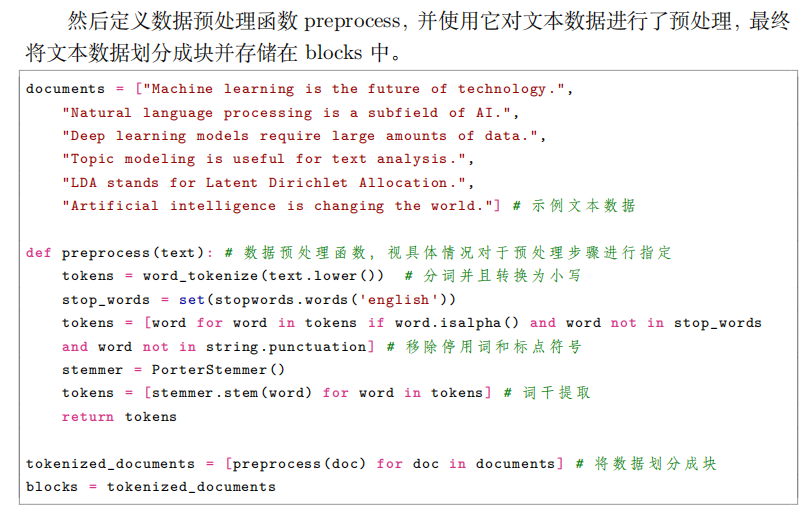 然后定义数据预处理函数 preprocess, 并使用它对文本数据进行了预处理, 最终
将文本数据划分成块并存储在 blocks 中。
documents = ["Machine learning is the future of technology.",
    "Natural language processing is a subfield of AI.",
    "Deep learning models require large amounts of data.",
    "Topic modeling is useful for text analysis.",
    "LDA stands for Latent Dirichlet Allocation.",
    "Artificial intelligence is changing the world."] # 示例文本数据
def preprocess(text): # 数据预处理函数, 视具体情况对于预处理步骤进行指定
    tokens = word_tokenize(text.lower())  # 分词并且转换为小写
    stop_words = set(stopwords.words('english'))
    tokens = [word for word in tokens if word.isalpha() and word not in stop_words
    and word not in string.punctuation] # 移除停用词和标点符号
    stemmer = PorterStemmer()
    tokens = [stemmer.stem(word) for word in tokens] # 词干提取
    return tokens
tokenized_documents = [preprocess(doc) for doc in documents] # 将数据划分成块
blocks = tokenized_documents